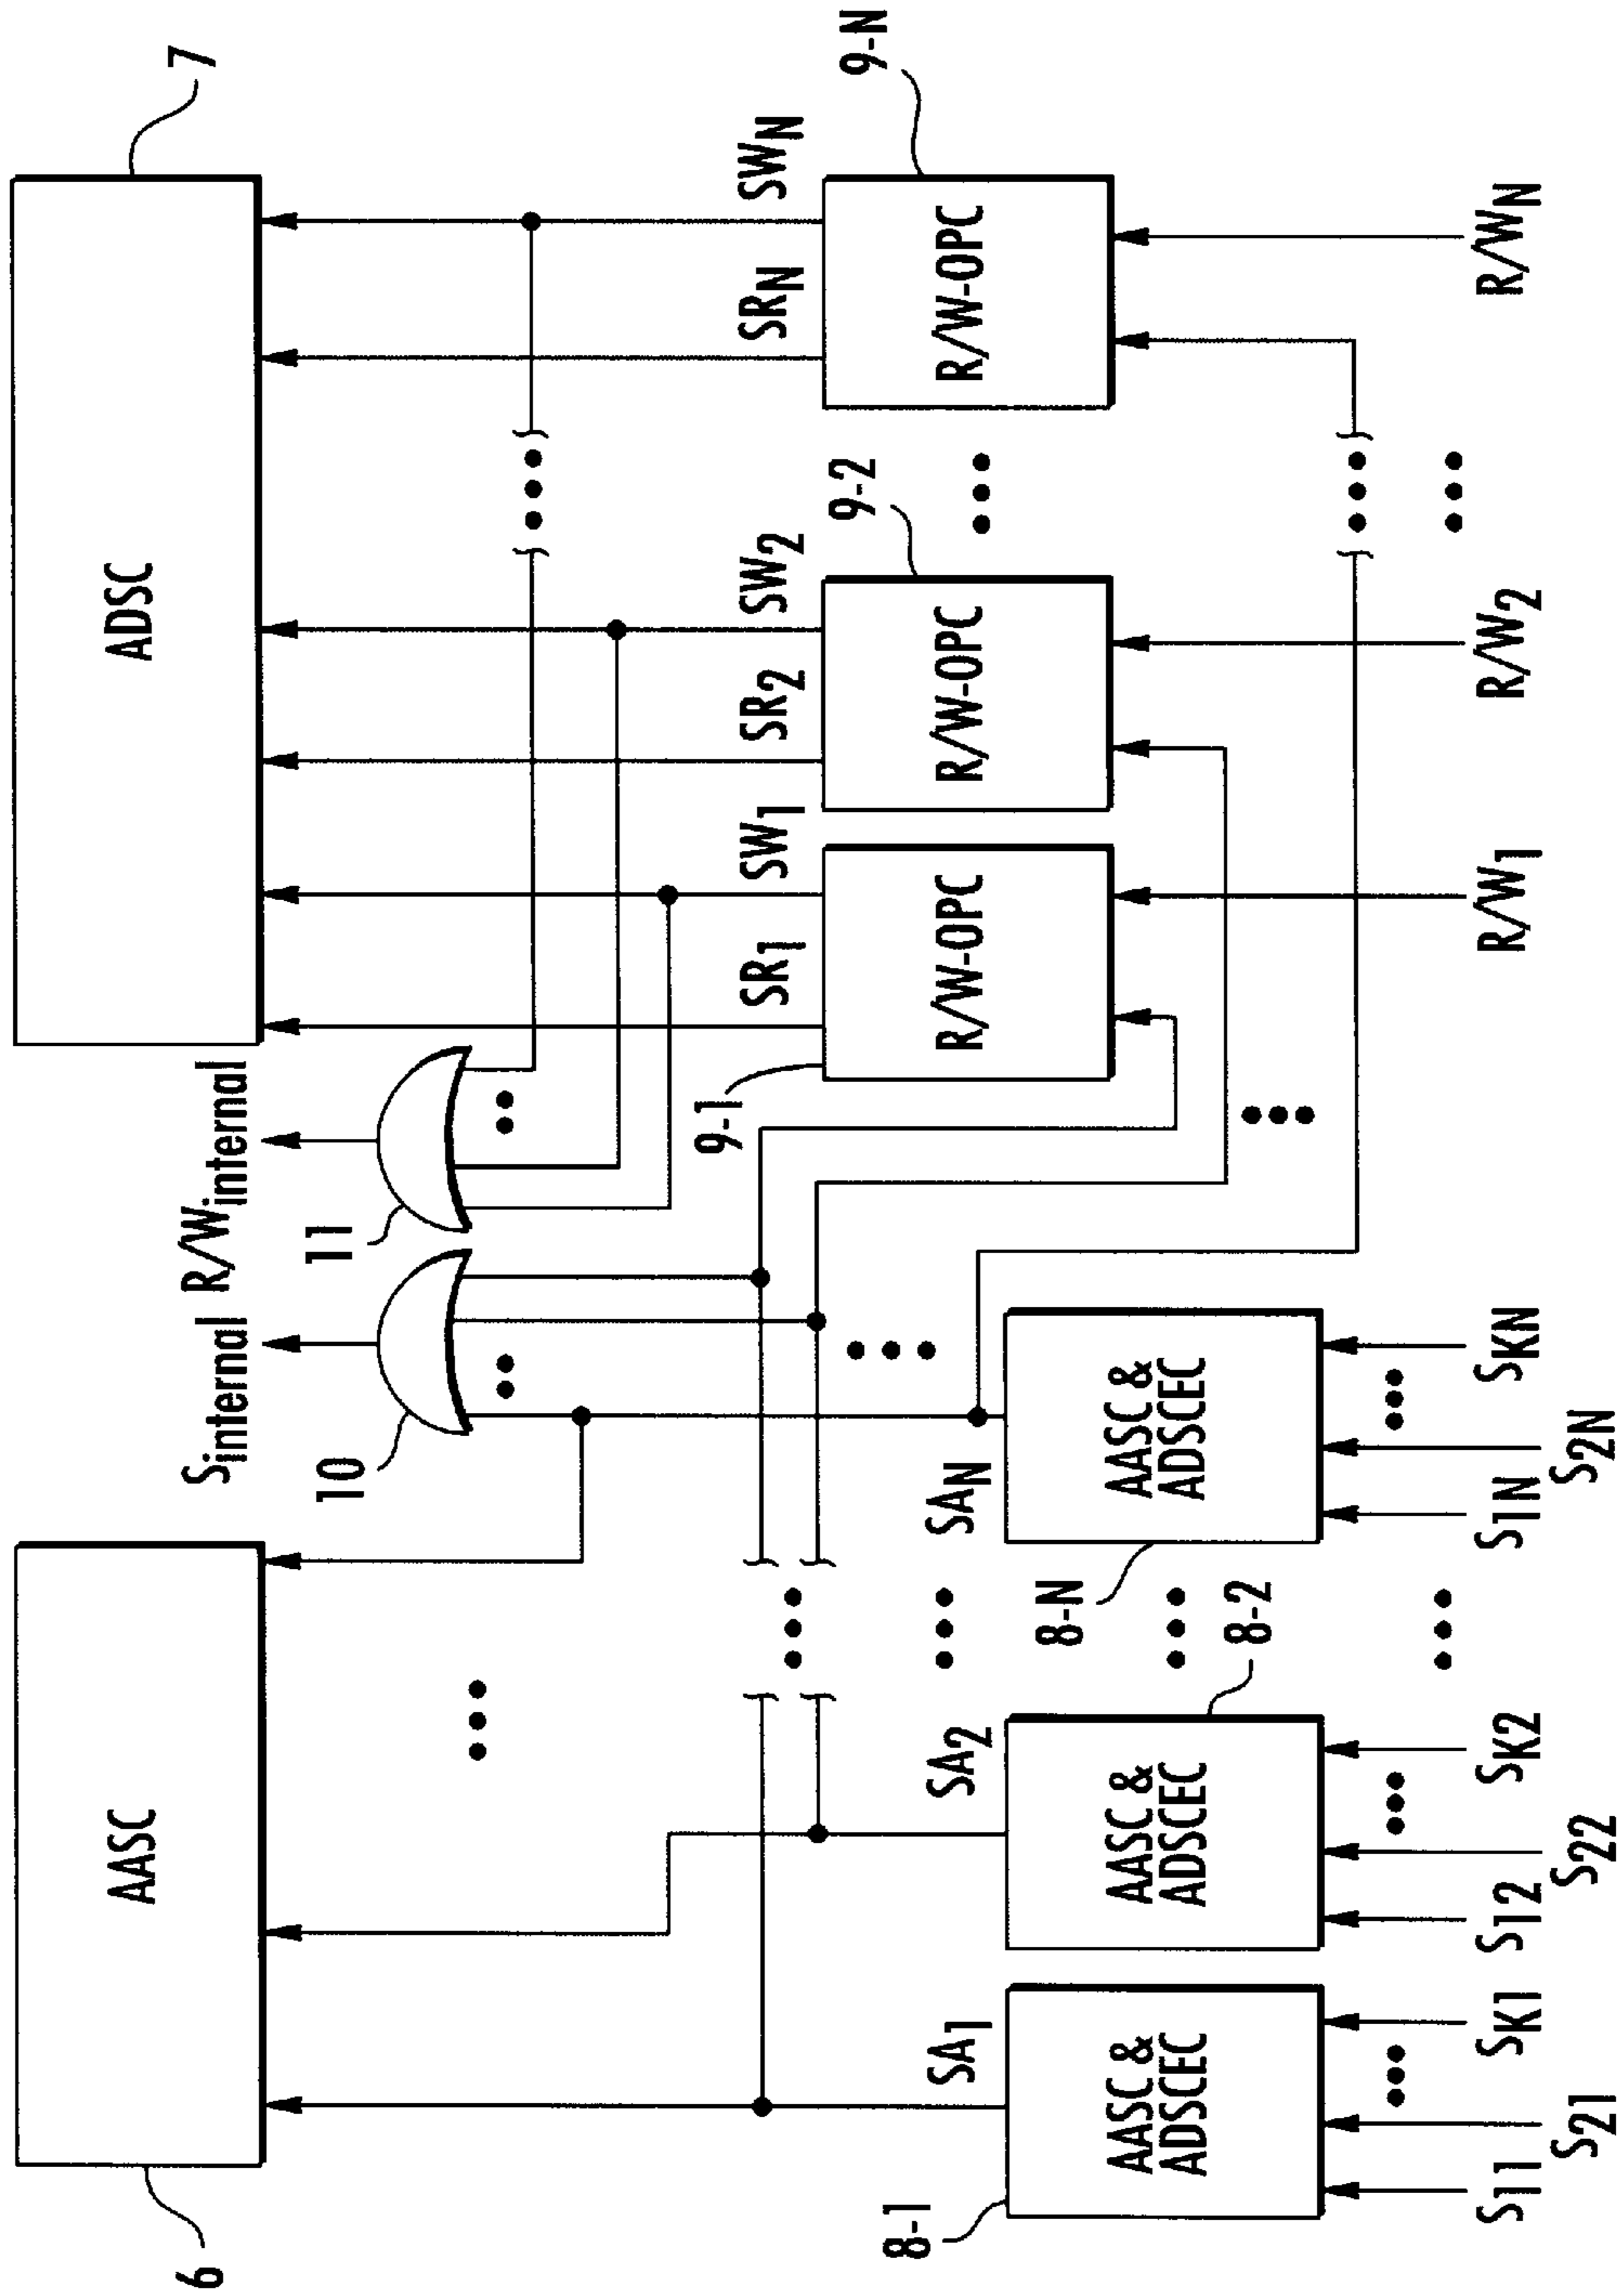 6
7
AASC
ADSC
Sinternal
R/Winternal
10
11
SA1
SA2
SAN
SR1
SW1
SR2
SW2
SRN
SWN
9-1
9-2
9-N
R/W-OPC
R/W-OPC
R/W-OPC
8-1
8-2
8-N
AASC &
ADSCEC
AASC &
ADSCEC
AASC &
ADSCEC
S11
S21
SK1
S12
S22
SK2
S1N
S2N
SKN
R/W1
R/W2
R/WN